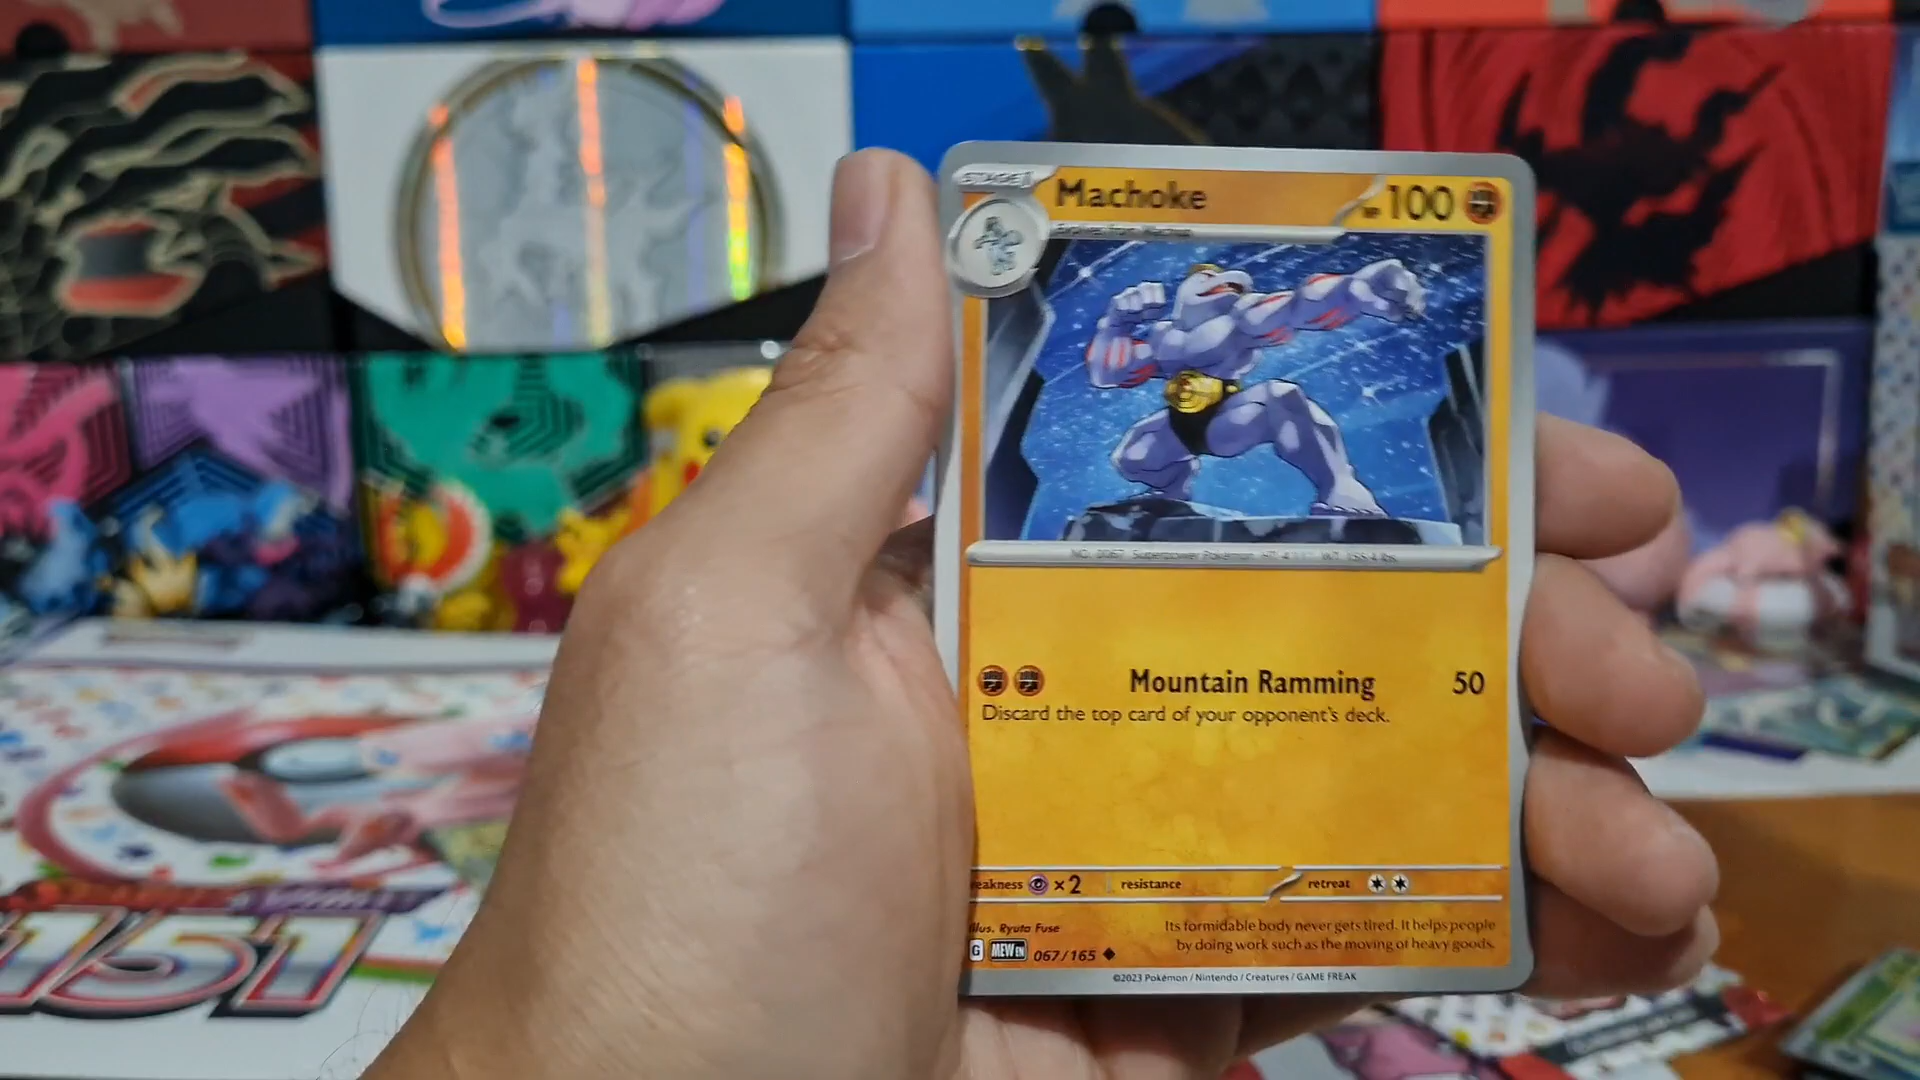 STAGE 1
Machoke
HP 100
Evolves from Machop
NO. 0067 Superpower Pokémon HT: 4'11" WT: 155.4 lbs.
Mountain Ramming 50
Discard the top card of your opponent's deck.
weakness ×2 resistance retreat
Illus. Ryuta Fuse
Its formidable body never gets tired. It helps people
by doing work such as the moving of heavy goods.
G MEW EN 067/165
©2023 Pokémon / Nintendo / Creatures / GAME FREAK
151